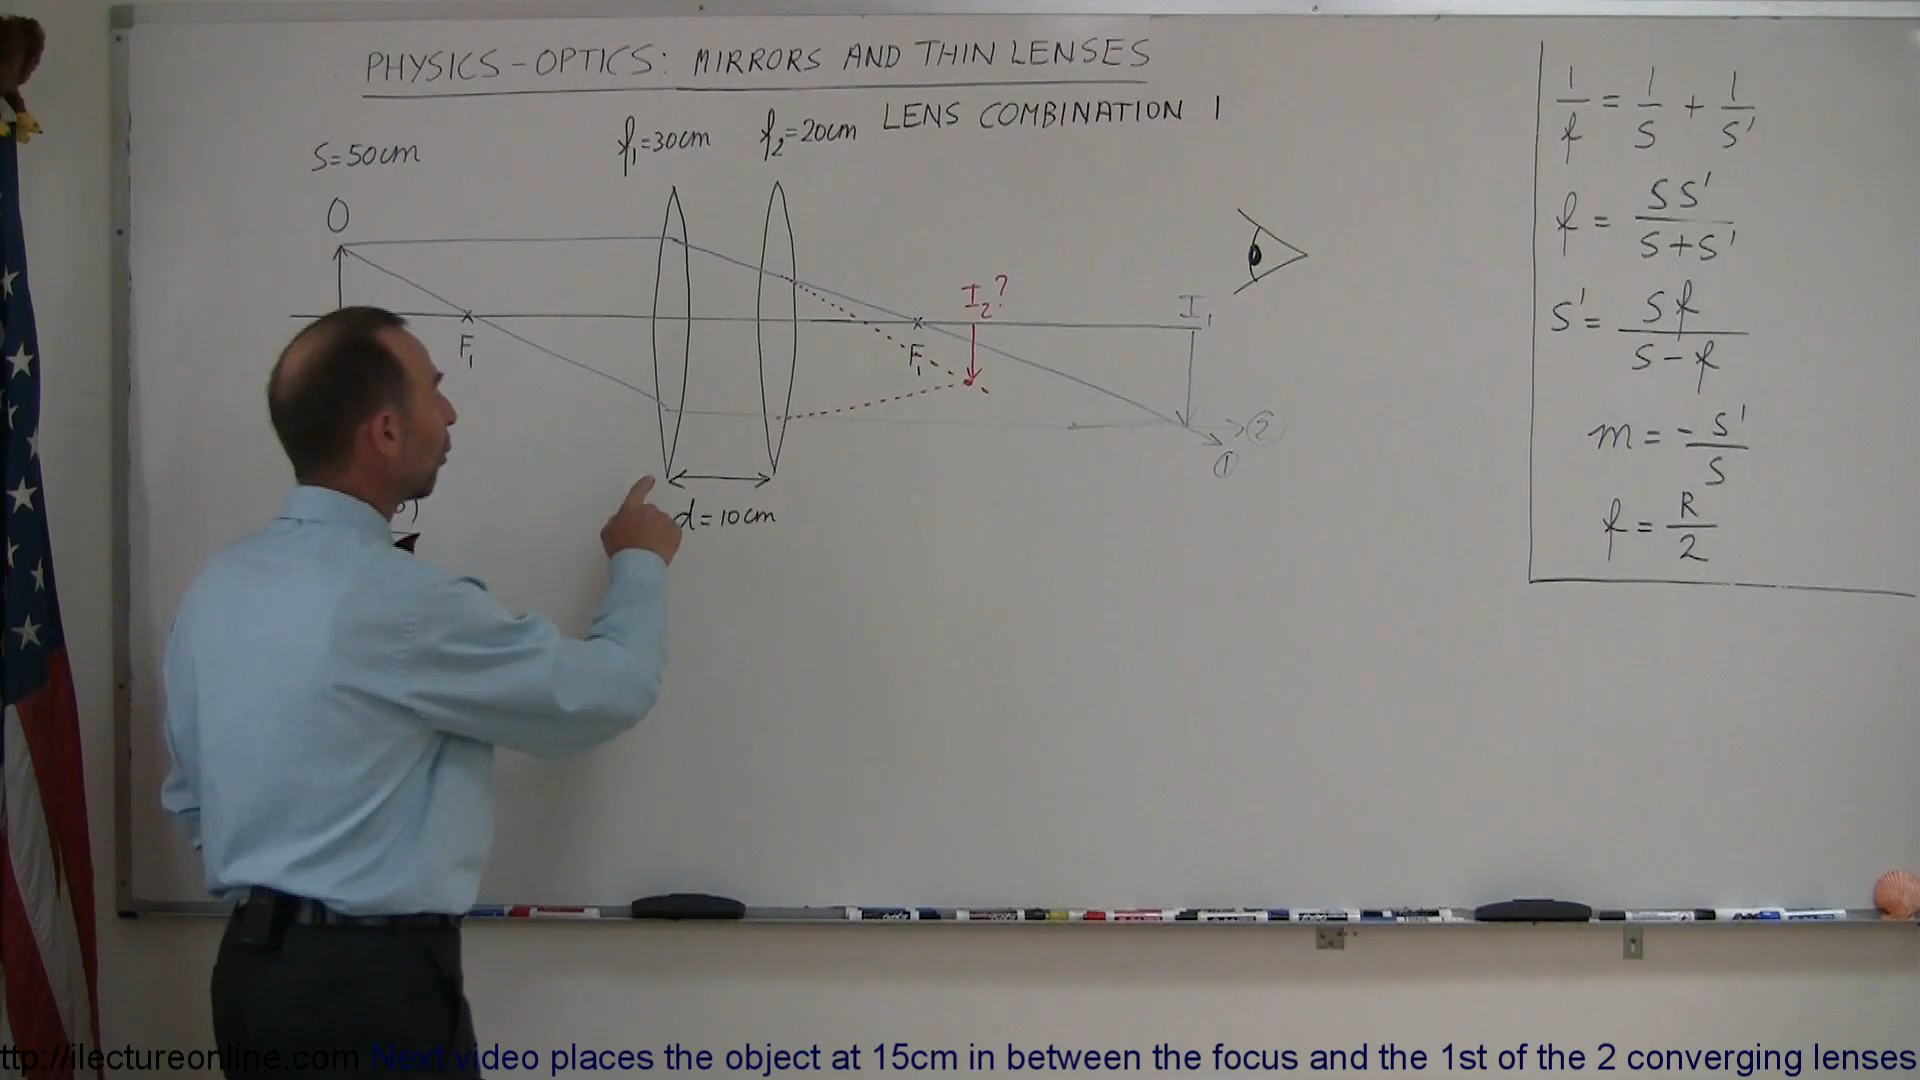 PHYSICS - OPTICS: MIRRORS AND THIN LENSES
LENS COMBINATION 1
S=50cm
f₁=30cm
f₂=20cm
O
F₁
F₁
I₂?
I₁
②
①
d=10cm
1/f = 1/S + 1/S'
f = SS'/(S+S')
S' = Sf/(S-f)
m = -S'/S
f = R/2
ttp://ilectureonline.com Next video places the object at 15cm in between the focus and the 1st of the 2 converging lenses